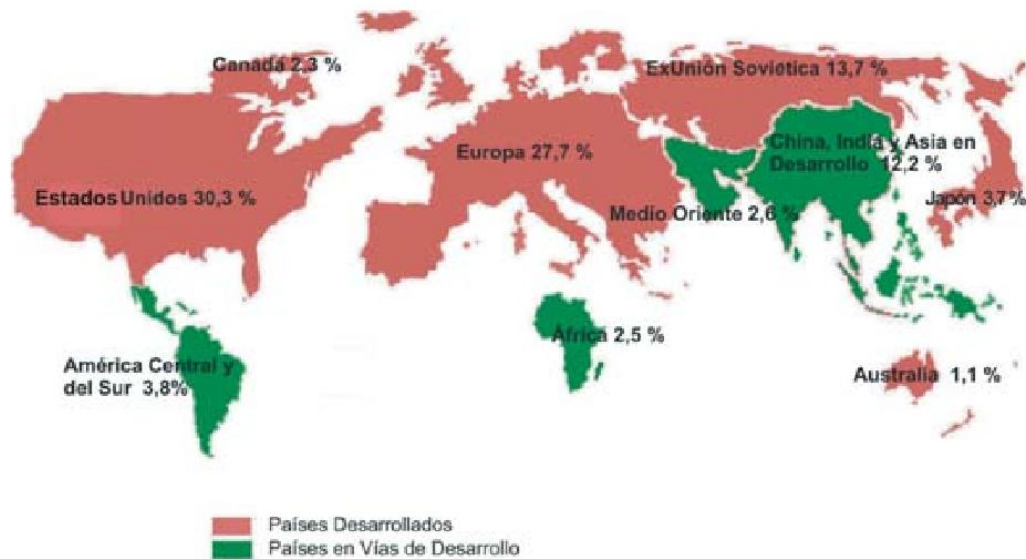 Canadá 2,3 %
ExUnión Soviética 13,7 %
Europa 27,7 %
China, India y Asia en
Desarrollo 12,2 %
Estados Unidos 30,3 %
Medio Oriente 2,6 %
Japón 3,7%
África 2,5 %
América Central y
del Sur 3,8%
Australia 1,1 %
Países Desarrollados
Países en Vías de Desarrollo